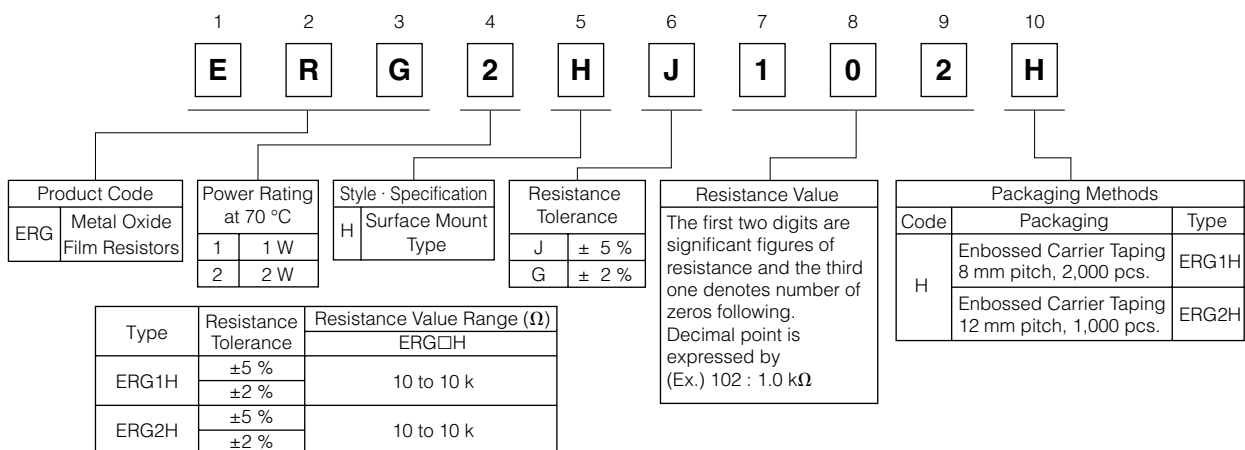 1 2 3 4 5 6 7 8 9 10
E R G 2 H J 1 0 2 H
Product Code
ERG Metal Oxide
Film Resistors
Power Rating
at 70 °C
1 1 W
2 2 W
Style · Specification
H Surface Mount
Type
Resistance
Tolerance
J ± 5 %
G ± 2 %
Resistance Value
The first two digits are
significant figures of
resistance and the third
one denotes number of
zeros following.
Decimal point is
expressed by
(Ex.) 102 : 1.0 kΩ
Packaging Methods
Code Packaging Type
H
Enbossed Carrier Taping
8 mm pitch, 2,000 pcs.
ERG1H
Enbossed Carrier Taping
12 mm pitch, 1,000 pcs.
ERG2H
Type
Resistance
Tolerance
Resistance Value Range (Ω)
ERG□H
ERG1H
±5 %
±2 %
10 to 10 k
ERG2H
±5 %
±2 %
10 to 10 k